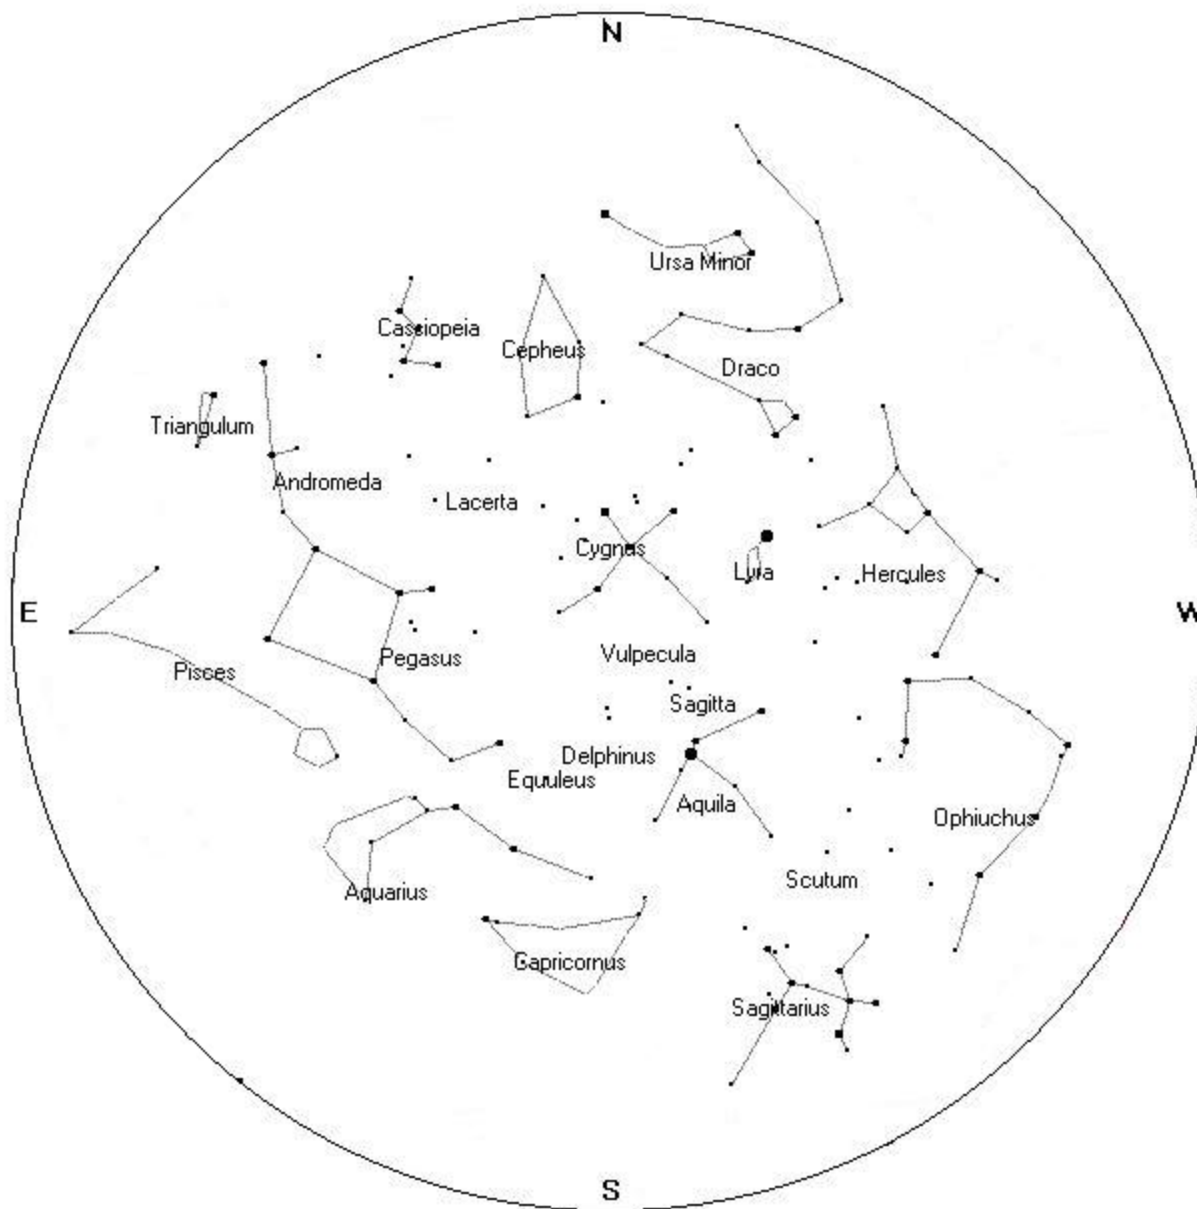 N
Ursa Minor
Cassiopeia
Cepheus
Draco
Triangulum
Andromeda
Lacerta
Cygnus
Lyra
Hercules
E
W
Pegasus
Vulpecula
Pisces
Sagitta
Delphinus
Equuleus
Aquila
Ophiuchus
Aquarius
Scutum
Capricornus
Sagittarius
S